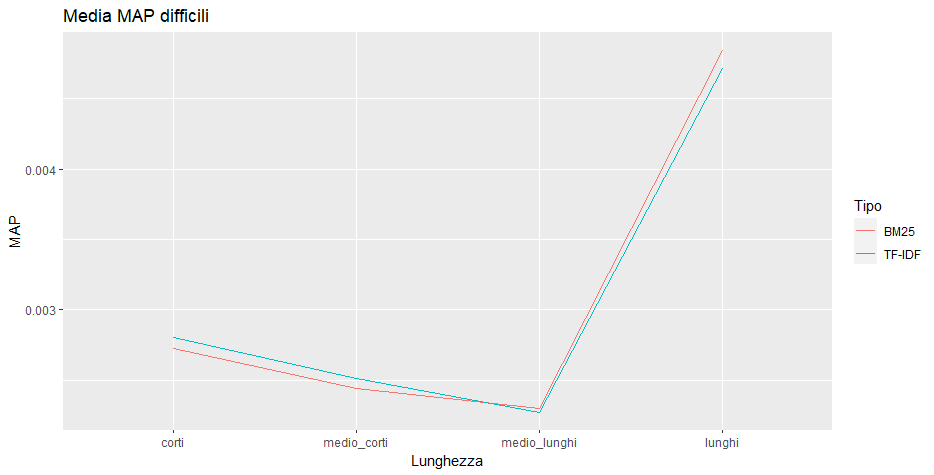 Media MAP difficili
0.004
0.003
MAP
corti
medio_corti
medio_lunghi
lunghi
Lunghezza
Tipo
BM25
TF-IDF